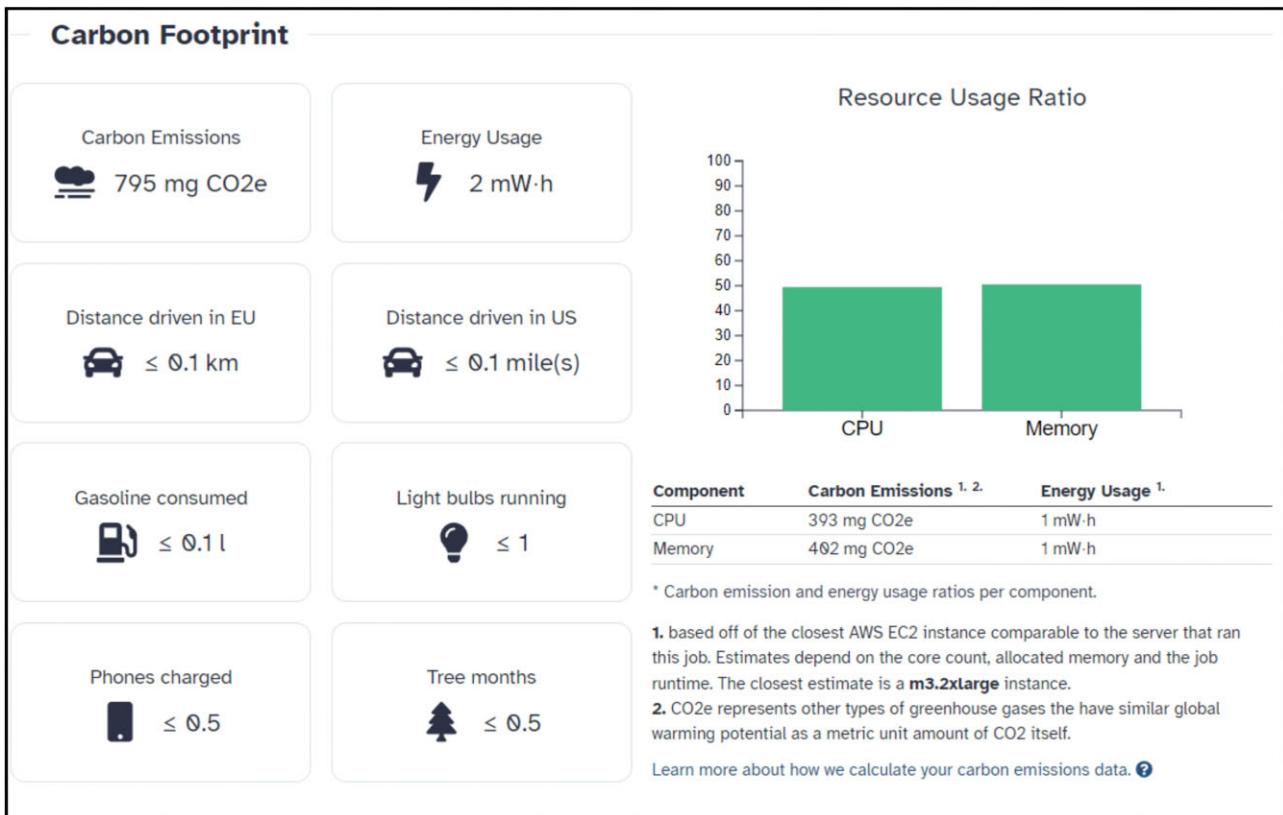 Carbon Footprint
Carbon Emissions
795 mg CO2e
Energy Usage
2 mW·h
Distance driven in EU
≤ 0.1 km
Distance driven in US
≤ 0.1 mile(s)
Gasoline consumed
≤ 0.1 l
Light bulbs running
≤ 1
Phones charged
≤ 0.5
Tree months
≤ 0.5
Resource Usage Ratio
100
90
80
70
60
50
40
30
20
10
0
CPU Memory
Component Carbon Emissions 1. 2. Energy Usage 1.
CPU 393 mg CO2e 1 mW·h
Memory 402 mg CO2e 1 mW·h
* Carbon emission and energy usage ratios per component.
1. based off of the closest AWS EC2 instance comparable to the server that ran
this job. Estimates depend on the core count, allocated memory and the job
runtime. The closest estimate is a m3.2xlarge instance.
2. CO2e represents other types of greenhouse gases the have similar global
warming potential as a metric unit amount of CO2 itself.
Learn more about how we calculate your carbon emissions data. ?